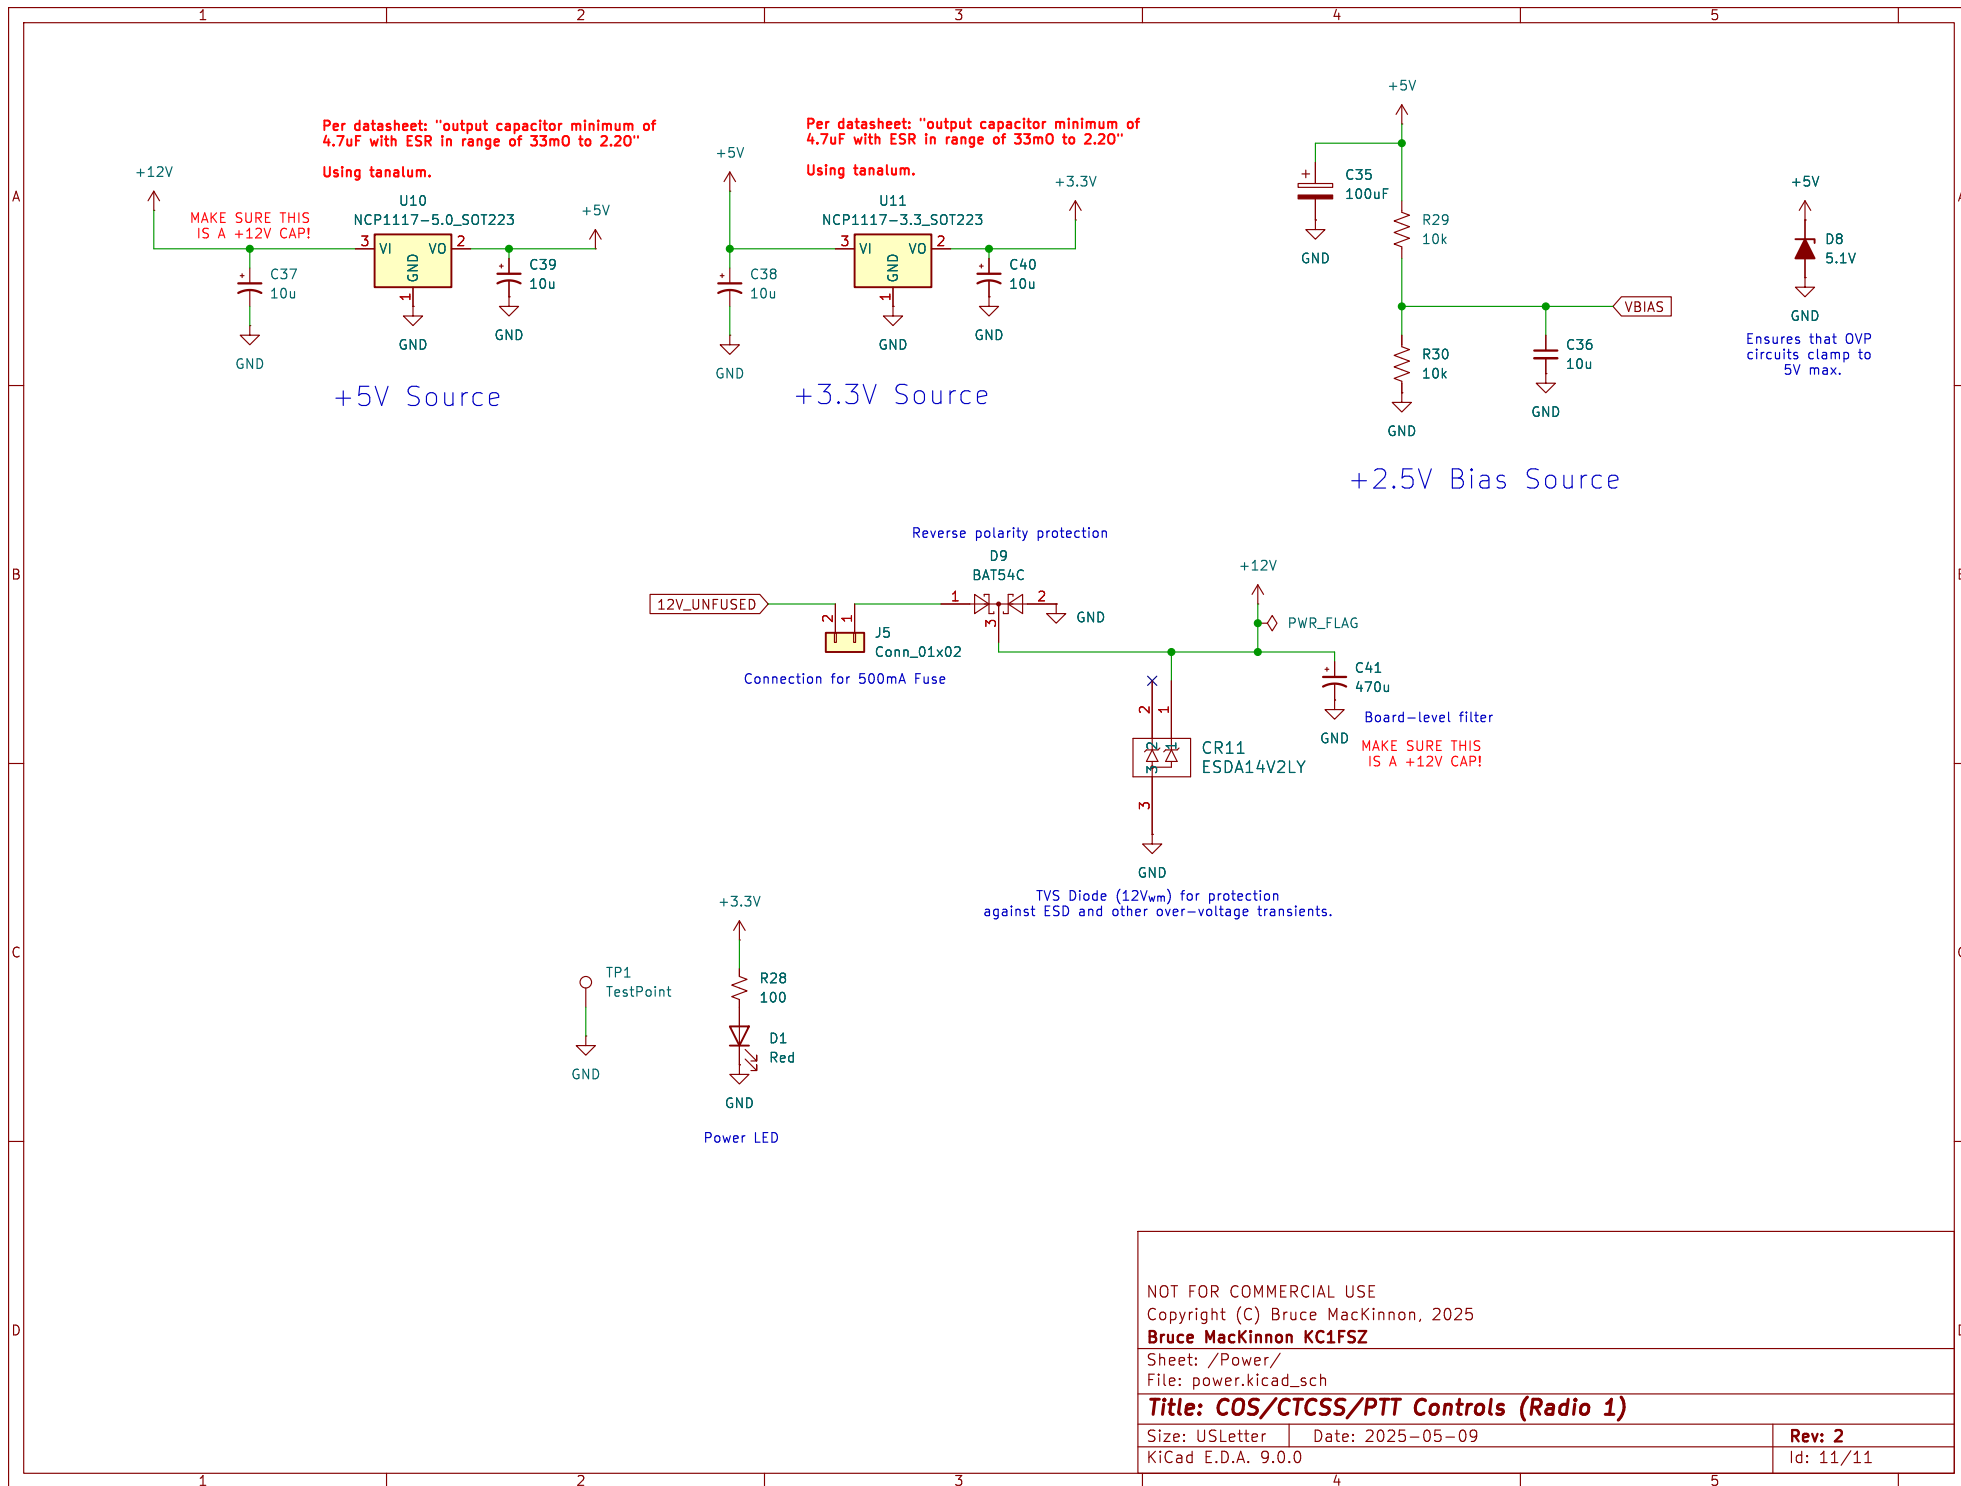 1 2 3 4 5
A
B
C
D
Per datasheet: "output capacitor minimum of
4.7uF with ESR in range of 33mO to 2.2O"
Using tanalum.
+12V
MAKE SURE THIS
IS A +12V CAP!
U10
NCP1117-5.0_SOT223
+5V
3 VI VO 2
GND
1
C37
10u
C39
10u
GND
GND
GND
+5V Source
Per datasheet: "output capacitor minimum of
4.7uF with ESR in range of 33mO to 2.2O"
Using tanalum.
+5V
+3.3V
U11
NCP1117-3.3_SOT223
3 VI VO 2
GND
1
C38
10u
C40
10u
GND
GND
GND
+3.3V Source
+5V
+
C35
100uF
GND
R29
10k
VBIAS
R30
10k
C36
10u
GND
GND
+2.5V Bias Source
+5V
D8
5.1V
GND
Ensures that OVP
circuits clamp to
5V max.
Reverse polarity protection
D9
BAT54C
12V_UNFUSED
1 2
3
GND
2 1
J5
Conn_01x02
Connection for 500mA Fuse
+12V
PWR_FLAG
C41
470u
Board-level filter
GND
MAKE SURE THIS
IS A +12V CAP!
2 1
2 1
3
CR11
ESDA14V2LY
3
GND
TVS Diode (12Vwm) for protection
against ESD and other over-voltage transients.
+3.3V
R28
100
D1
Red
GND
Power LED
TP1
TestPoint
GND
NOT FOR COMMERCIAL USE
Copyright (C) Bruce MacKinnon, 2025
Bruce MacKinnon KC1FSZ
Sheet: /Power/
File: power.kicad_sch
Title: COS/CTCSS/PTT Controls (Radio 1)
Size: USLetter Date: 2025-05-09 Rev: 2
KiCad E.D.A. 9.0.0 Id: 11/11
1 2 3 4 5